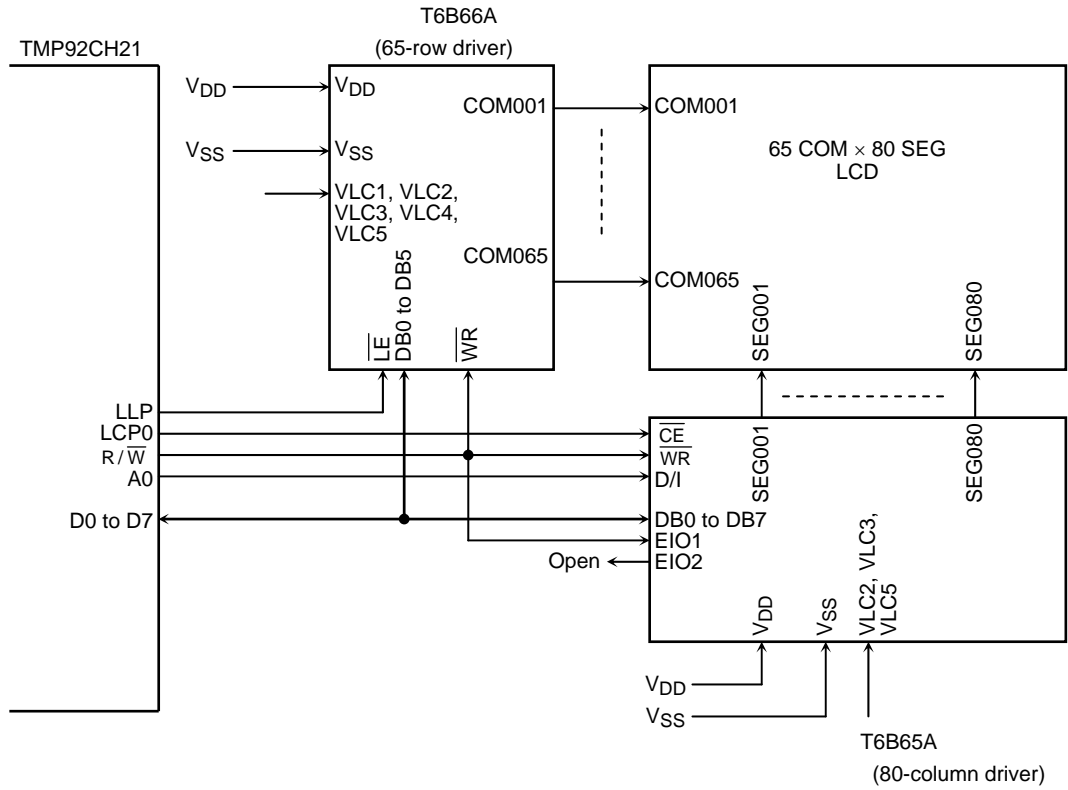 T6B66A
(65-row driver)
TMP92CH21
VDD
VDD
VSS
VSS
VLC1, VLC2,
VLC3, VLC4,
VLC5
COM001
COM065
LE
DB0 to DB5
WR
COM001
65 COM × 80 SEG
LCD
COM065
SEG001
SEG080
LLP
LCP0
R / W
A0
D0 to D7
CE
WR
D/I
DB0 to DB7
EIO1
EIO2
Open
SEG001
SEG080
VDD
VSS
VLC2, VLC3,
VLC5
VDD
VSS
T6B65A
(80-column driver)